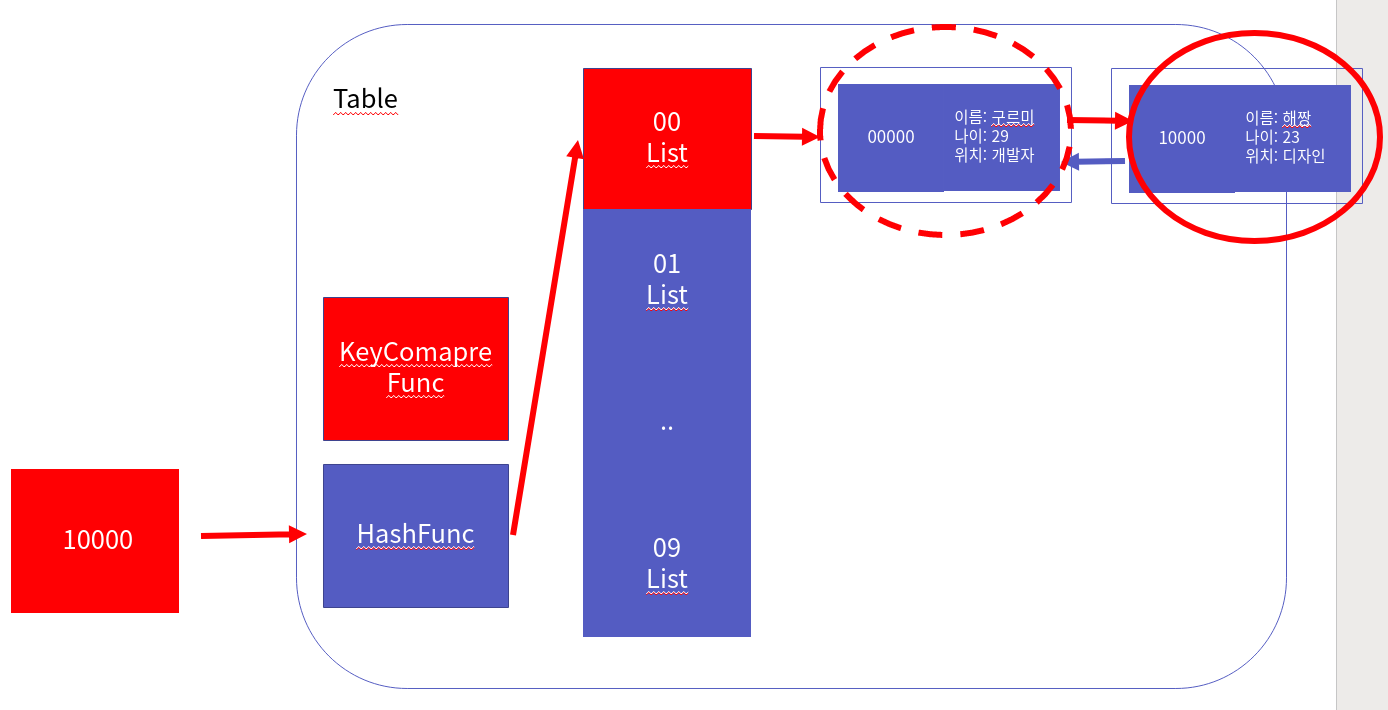 Table
00
List
00000
이름: 구르미
나이: 29
위치: 개발자
10000
이름: 해짱
나이: 23
위치: 디자인
01
List
KeyComapre
Func
..
10000
HashFunc
09
List